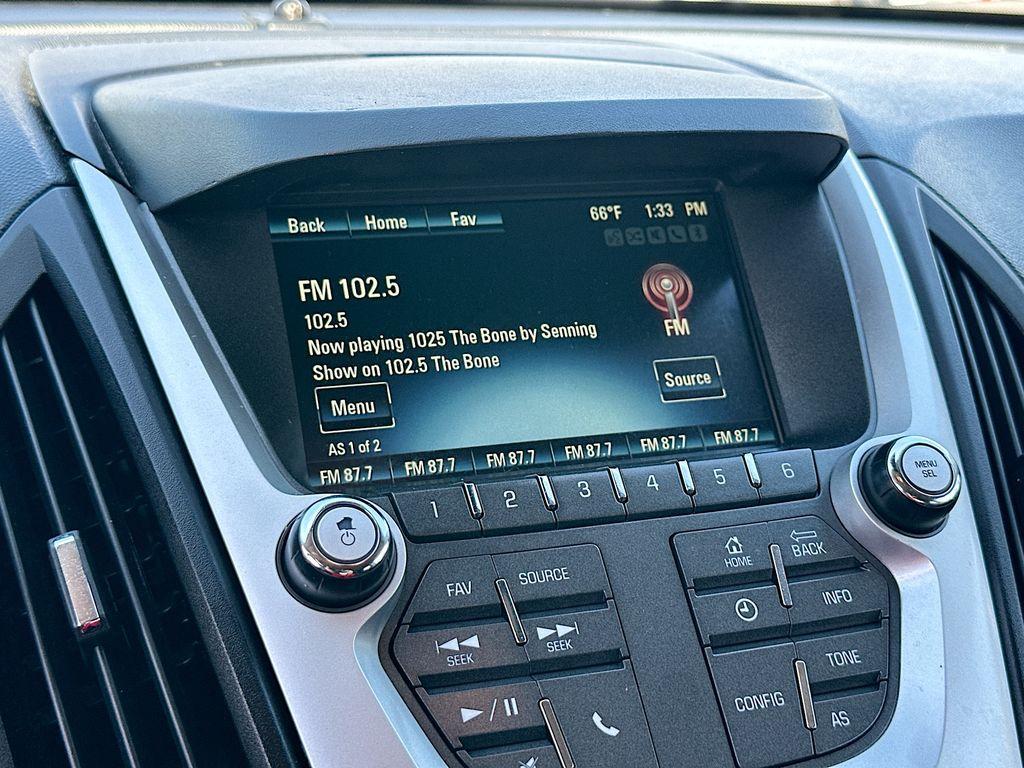 Back Home Fav 66°F 1:33 PM
FM 102.5
102.5
Now playing 1025 The Bone by Senning
Show on 102.5 The Bone
FM
Menu
Source
AS 1 of 2
FM 87.7 FM 87.7 FM 87.7 FM 87.7 FM 87.7 FM 87.7
1 2 3 4 5 6
MENU
SEL
FAV SOURCE
SEEK SEEK
HOME BACK
INFO
CONFIG TONE
AS